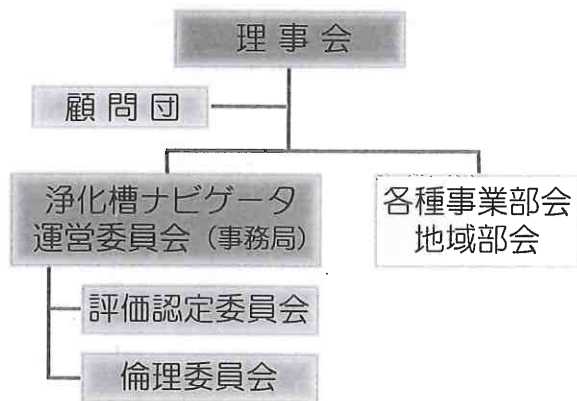 理事会
顧問団
浄化槽ナビゲータ
運営委員会（事務局）
各種事業部会
地域部会
評価認定委員会
倫理委員会